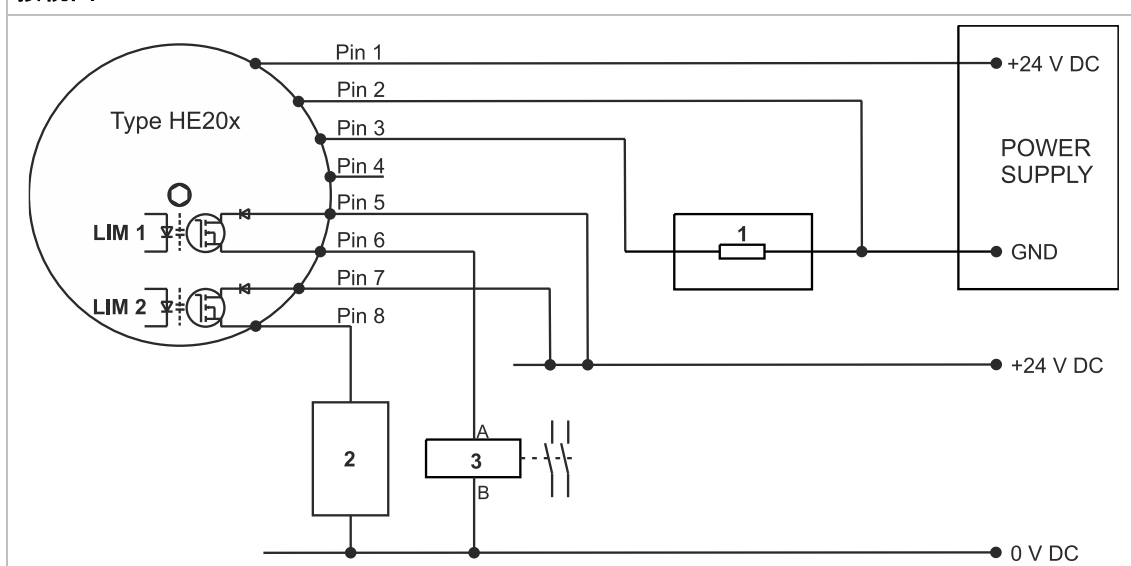 Pin 1
+24 V DC
Pin 2
Type HE20x
Pin 3
POWER
SUPPLY
Pin 4
Pin 5
LIM 1
Pin 6
1
GND
Pin 7
LIM 2
Pin 8
+24 V DC
A
2
3
B
0 V DC